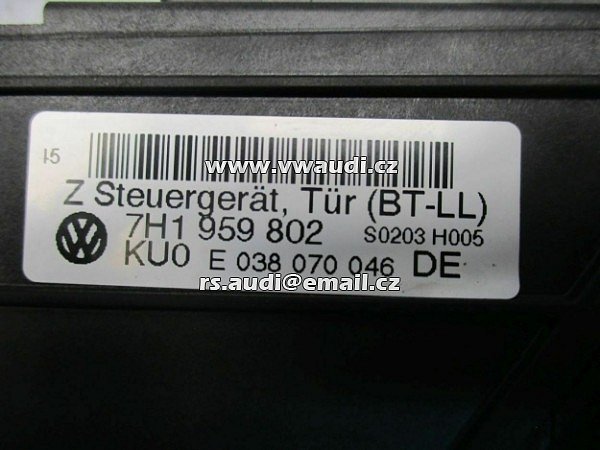 15
www.vwaudi.cz
Z Steuergerät, Tür (BT-LL)
7H1 959 802 S0203 H005
KU0 E 038 070 046 DE
rs.audi@email.cz